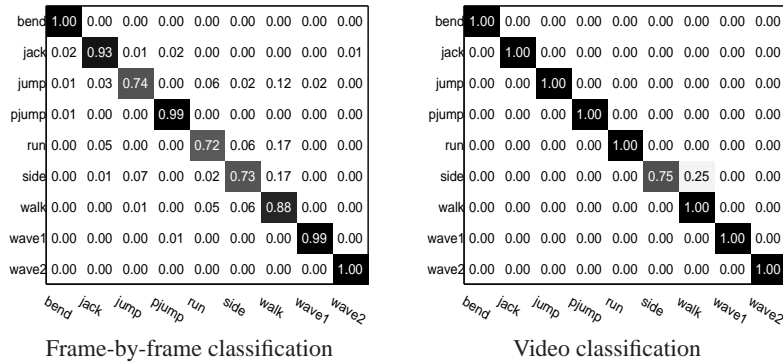 bend 1.00 0.00 0.00 0.00 0.00 0.00 0.00 0.00 0.00
jack 0.02 0.93 0.01 0.02 0.00 0.00 0.00 0.00 0.01
jump 0.01 0.03 0.74 0.00 0.06 0.02 0.12 0.02 0.00
pjump 0.01 0.00 0.00 0.99 0.00 0.00 0.00 0.00 0.00
run 0.00 0.05 0.00 0.00 0.72 0.06 0.17 0.00 0.00
side 0.00 0.01 0.07 0.00 0.02 0.73 0.17 0.00 0.00
walk 0.00 0.00 0.01 0.00 0.05 0.06 0.88 0.00 0.00
wave1 0.00 0.00 0.00 0.01 0.00 0.00 0.00 0.99 0.00
wave2 0.00 0.00 0.00 0.00 0.00 0.00 0.00 0.00 1.00
bend jack jump pjump run side walk wave1 wave2
Frame-by-frame classification
bend 1.00 0.00 0.00 0.00 0.00 0.00 0.00 0.00 0.00
jack 0.00 1.00 0.00 0.00 0.00 0.00 0.00 0.00 0.00
jump 0.00 0.00 1.00 0.00 0.00 0.00 0.00 0.00 0.00
pjump 0.00 0.00 0.00 1.00 0.00 0.00 0.00 0.00 0.00
run 0.00 0.00 0.00 0.00 1.00 0.00 0.00 0.00 0.00
side 0.00 0.00 0.00 0.00 0.00 0.75 0.25 0.00 0.00
walk 0.00 0.00 0.00 0.00 0.00 0.00 1.00 0.00 0.00
wave1 0.00 0.00 0.00 0.00 0.00 0.00 0.00 1.00 0.00
wave2 0.00 0.00 0.00 0.00 0.00 0.00 0.00 0.00 1.00
bend jack jump pjump run side walk wave1 wave2
Video classification